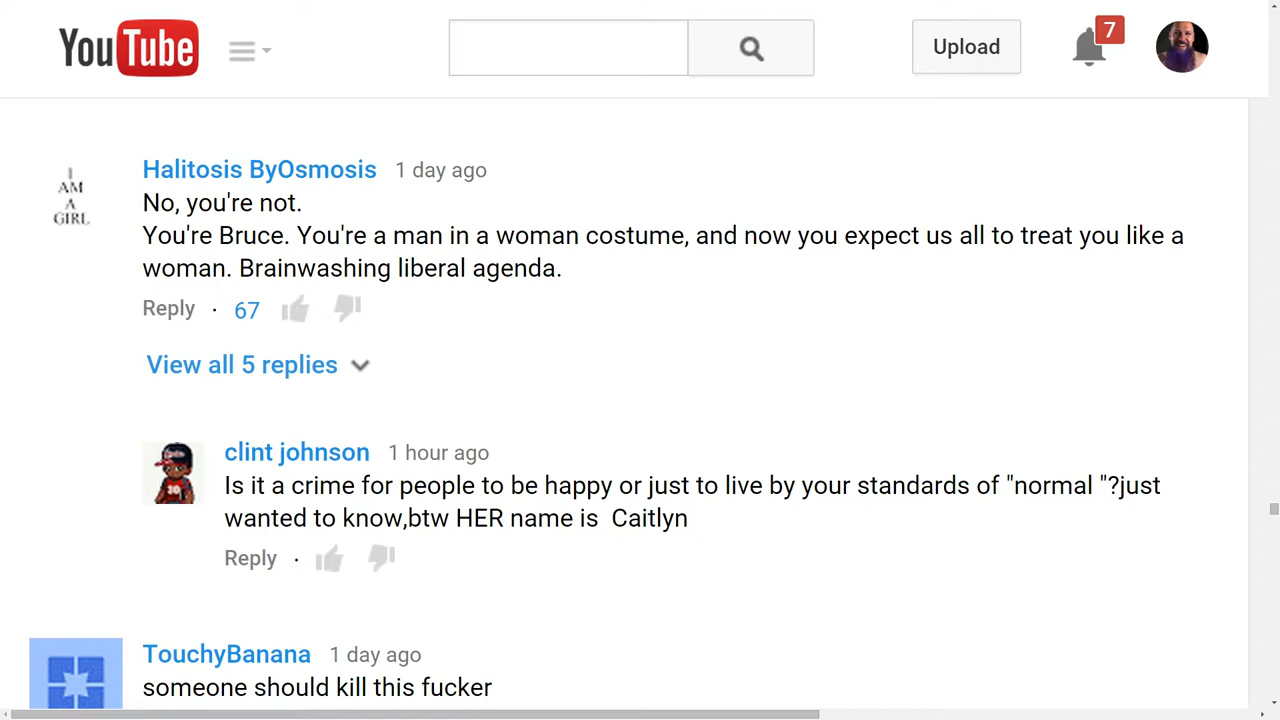 YouTube
Upload
7
I
AM
A
GIRL
Halitosis ByOsmosis 1 day ago
No, you're not.
You're Bruce. You're a man in a woman costume, and now you expect us all to treat you like a
woman. Brainwashing liberal agenda.
Reply · 67
View all 5 replies
clint johnson 1 hour ago
Is it a crime for people to be happy or just to live by your standards of "normal "?just
wanted to know,btw HER name is  Caitlyn
Reply ·
TouchyBanana 1 day ago
someone should kill this fucker